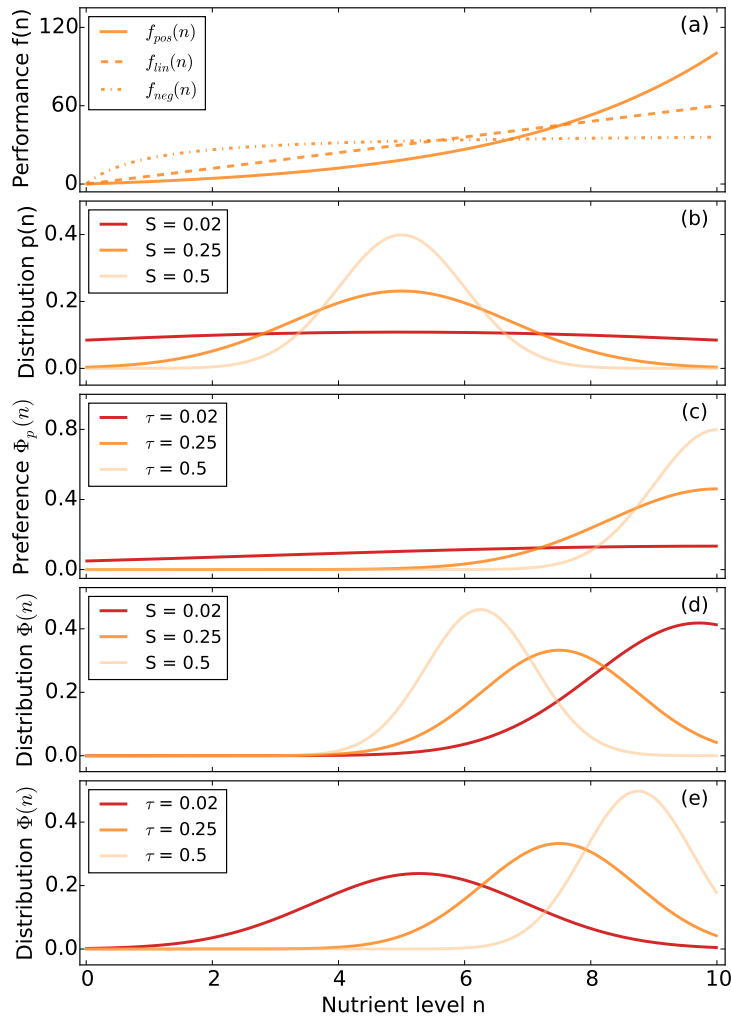 Performance f(n)
120
60
0
f_pos(n)
f_lin(n)
f_neg(n)
(a)
Distribution p(n)
0.4
0.2
0.0
S = 0.02
S = 0.25
S = 0.5
(b)
Preference Φ_p(n)
0.8
0.4
0.0
τ = 0.02
τ = 0.25
τ = 0.5
(c)
Distribution Φ(n)
0.4
0.2
0.0
S = 0.02
S = 0.25
S = 0.5
(d)
Distribution Φ(n)
0.4
0.2
0.0
τ = 0.02
τ = 0.25
τ = 0.5
(e)
0 2 4 6 8 10
Nutrient level n